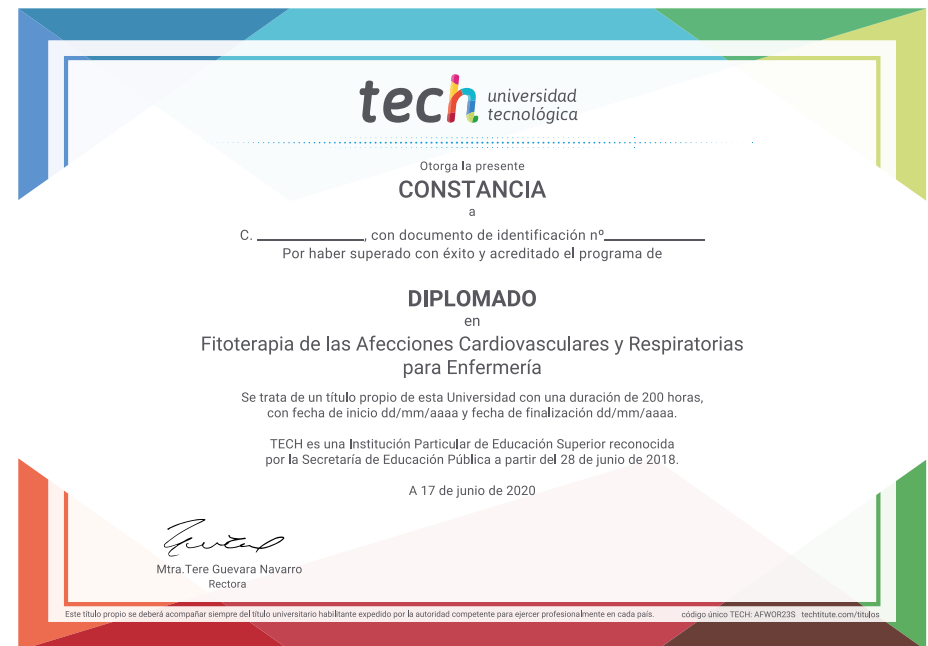 tech universidad
tecnológica
Otorga la presente
CONSTANCIA
a
C. ______________, con documento de identificación nº_____________
Por haber superado con éxito y acreditado el programa de
DIPLOMADO
en
Fitoterapia de las Afecciones Cardiovasculares y Respiratorias
para Enfermería
Se trata de un título propio de esta Universidad con una duración de 200 horas,
con fecha de inicio dd/mm/aaaa y fecha de finalización dd/mm/aaaa.
TECH es una Institución Particular de Educación Superior reconocida
por la Secretaría de Educación Pública a partir del 28 de junio de 2018.
A 17 de junio de 2020
Mtra.Tere Guevara Navarro
Rectora
Este título propio se deberá acompañar siempre del título universitario habilitante expedido por la autoridad competente para ejercer profesionalmente en cada país. código único TECH: AFWOR23S techtitute.com/titulos